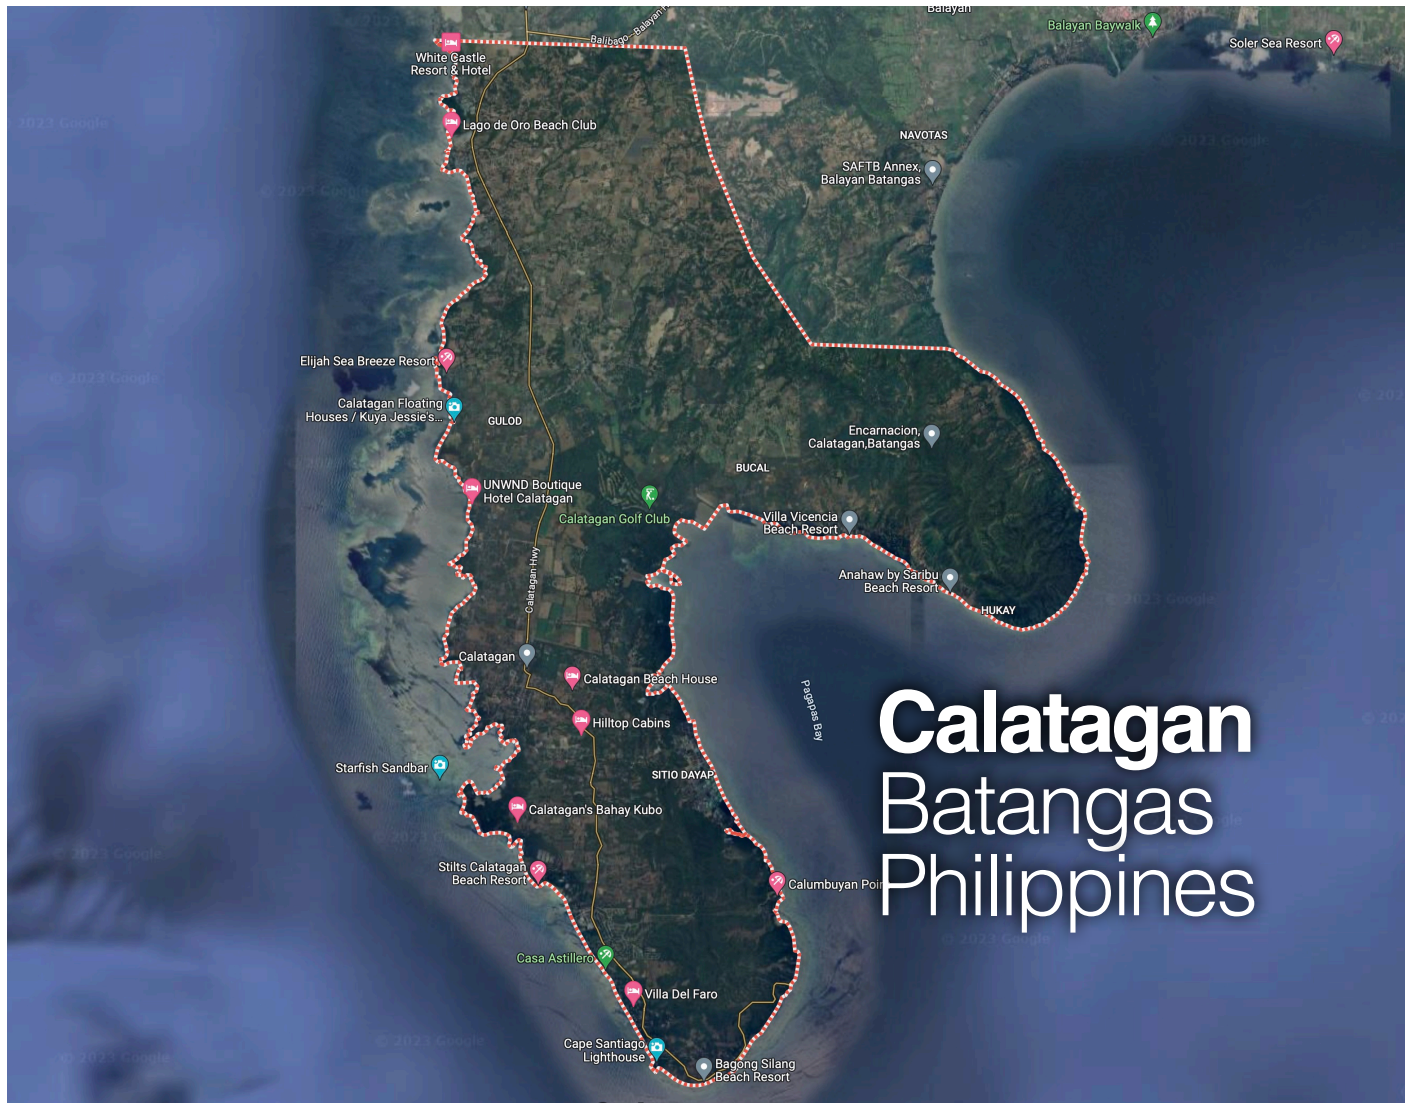 Balayan
Balayan Baywalk
Soler Sea Resort
Balibago--Balayan
White Castle
Resort & Hotel
Lago de Oro Beach Club
© 2023 Google
NAVOTAS
SAFTB Annex,
Balayan Batangas
Elijah Sea Breeze Resort
Calatagan Floating
Houses / Kuya Jessie's...
GULOD
Encarnacion,
Calatagan,Batangas
BUCAL
UNWND Boutique
Hotel Calatagan
Calatagan Golf Club
Villa Vicencia
Beach Resort
Calatagan Hwy
Anahaw by Saribu
Beach Resort
HUKAY
Calatagan
Calatagan Beach House
Hilltop Cabins
Pagapas Bay
Starfish Sandbar
SITIO DAYAP
Calatagan's Bahay Kubo
Stilts Calatagan
Beach Resort
Calumbuyan Poi
Calatagan
Batangas
Philippines
Casa Astillero
Villa Del Faro
Cape Santiago
Lighthouse
Bagong Silang
Beach Resort